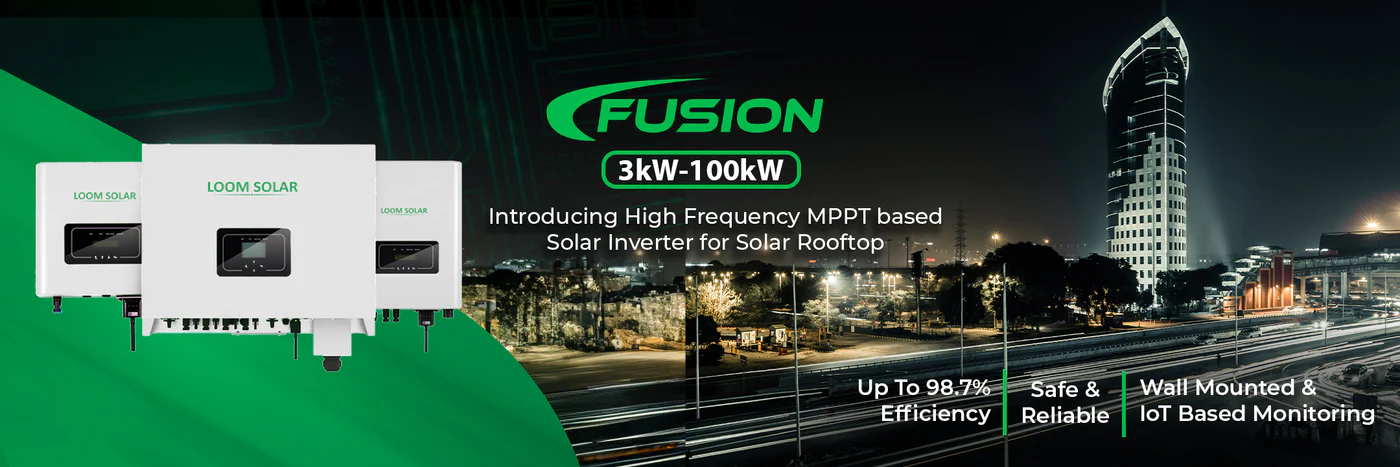 LOOM SOLAR
LOOM SOLAR
LOOM SOLAR
FUSION
3kW-100kW
Introducing High Frequency MPPT based
Solar Inverter for Solar Rooftop
Up To 98.7%
Efficiency
Safe &
Reliable
Wall Mounted &
IoT Based Monitoring